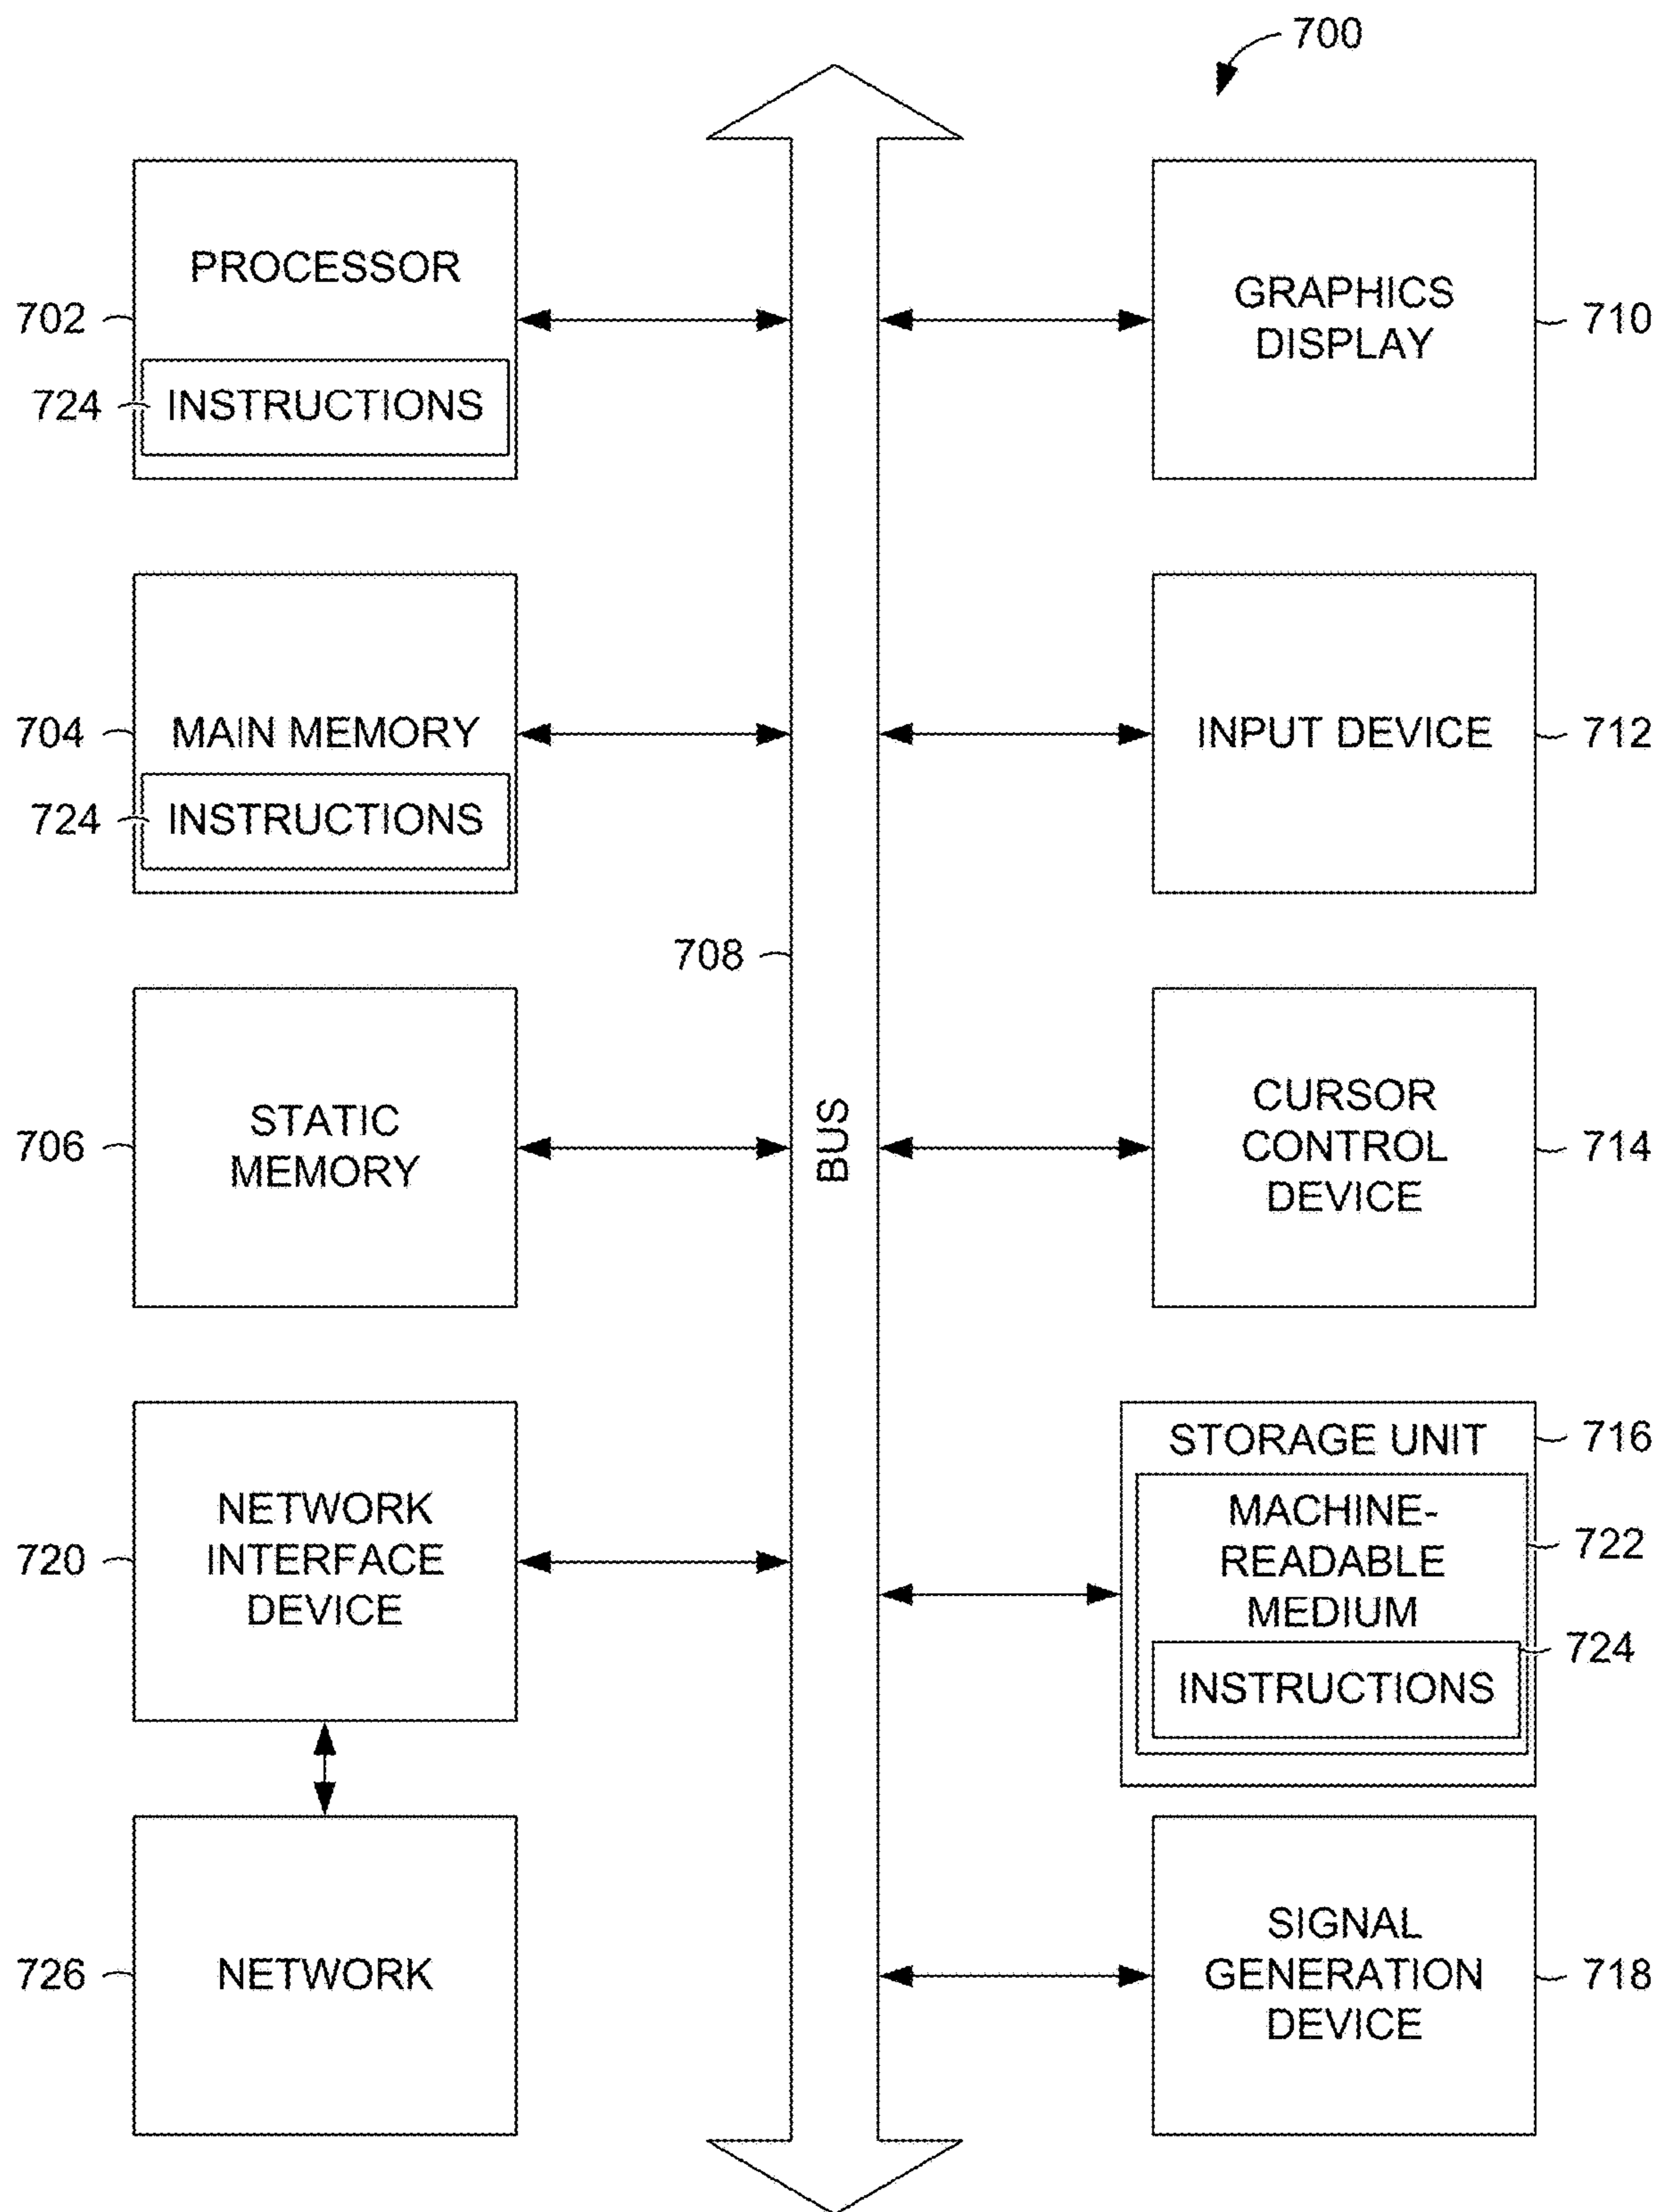 700
PROCESSOR
702
724
INSTRUCTIONS
GRAPHICS
DISPLAY
710
704
MAIN MEMORY
724
INSTRUCTIONS
INPUT DEVICE
712
708
BUS
706
STATIC
MEMORY
CURSOR
CONTROL
DEVICE
714
720
NETWORK
INTERFACE
DEVICE
STORAGE UNIT
716
MACHINE-
READABLE
MEDIUM
722
724
INSTRUCTIONS
726
NETWORK
SIGNAL
GENERATION
DEVICE
718